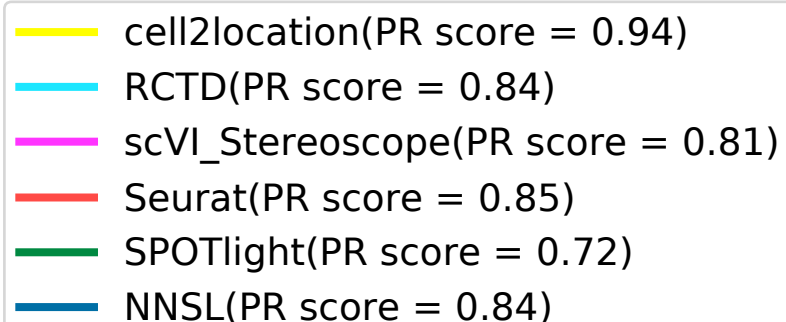 cell2location(PR score = 0.94)
RCTD(PR score = 0.84)
scVI_Stereoscope(PR score = 0.81)
Seurat(PR score = 0.85)
SPOTlight(PR score = 0.72)
NNSL(PR score = 0.84)